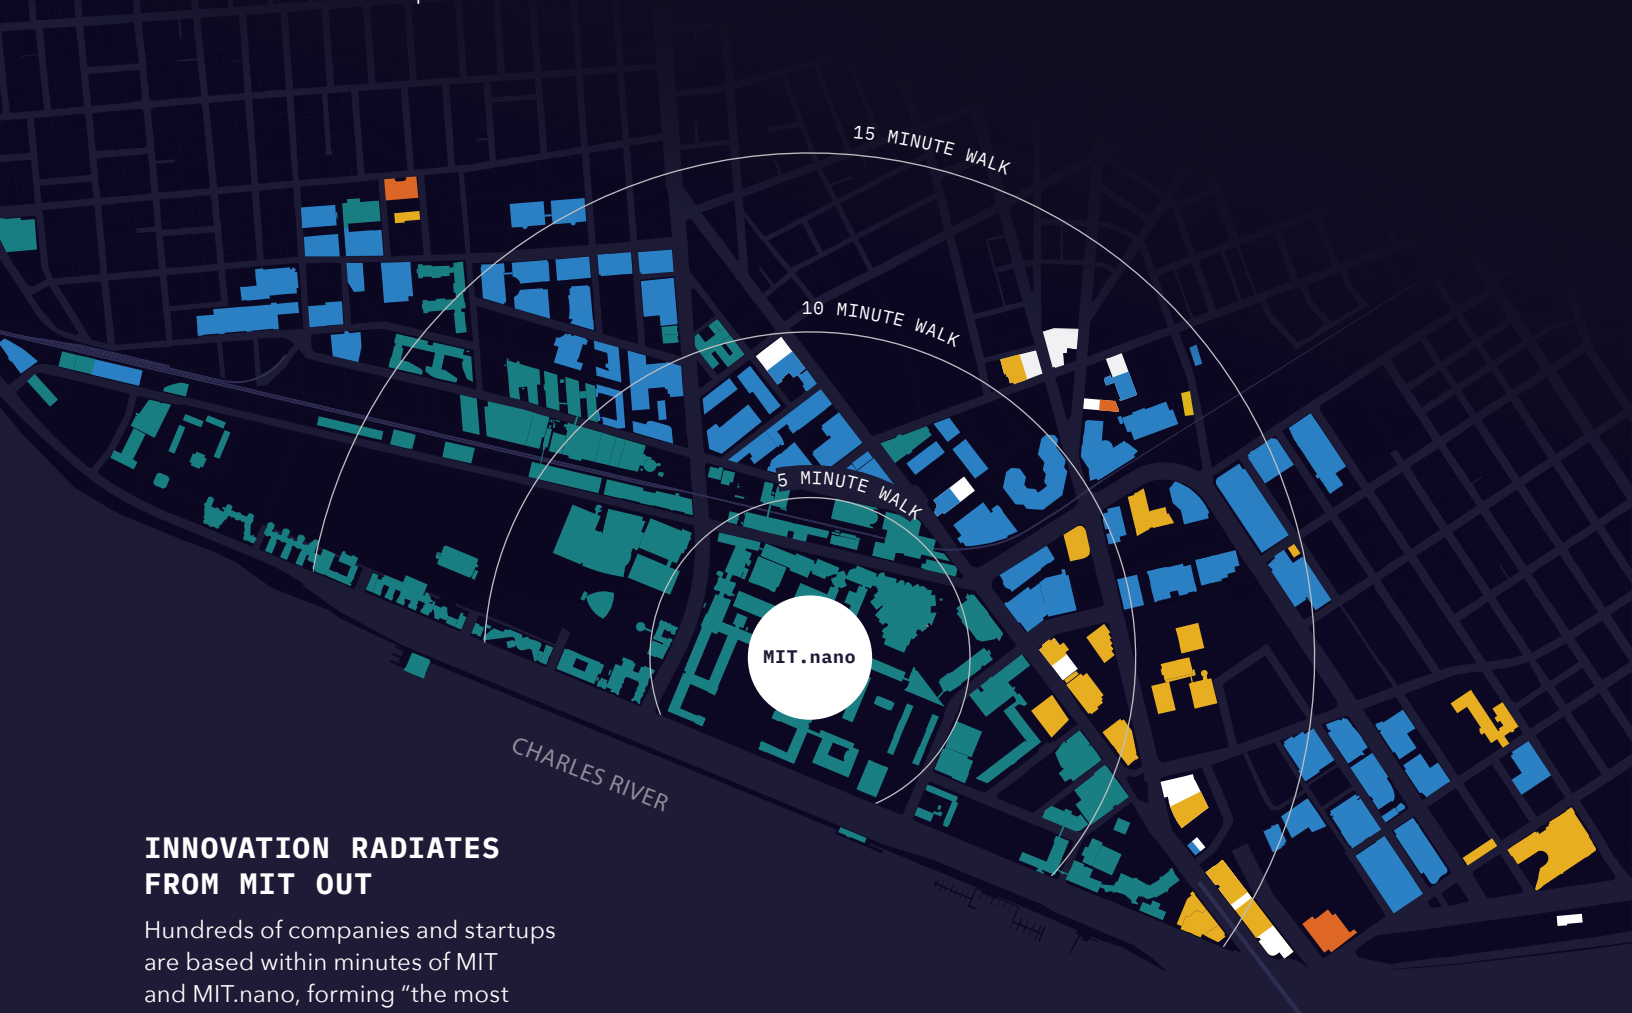 15 MINUTE WALK
10 MINUTE WALK
5 MINUTE WALK
MIT.nano
CHARLES RIVER
INNOVATION RADIATES
FROM MIT OUT
Hundreds of companies and startups
are based within minutes of MIT
and MIT.nano, forming “the most